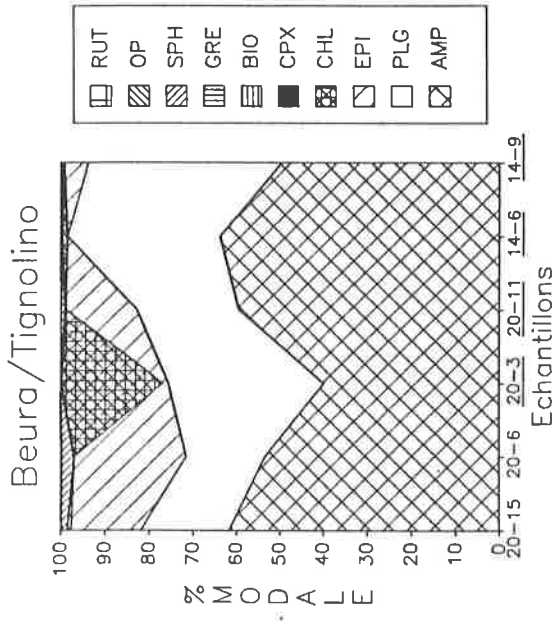 Beura/Tignolino
% MODALE
100
90
80
70
60
50
40
30
20
10
0
20-15
20-6
20-3
20-11
14-6
14-9
Echantillons
RUT
OP
SPH
GRE
BIO
CPX
CHL
EPI
PLG
AMP